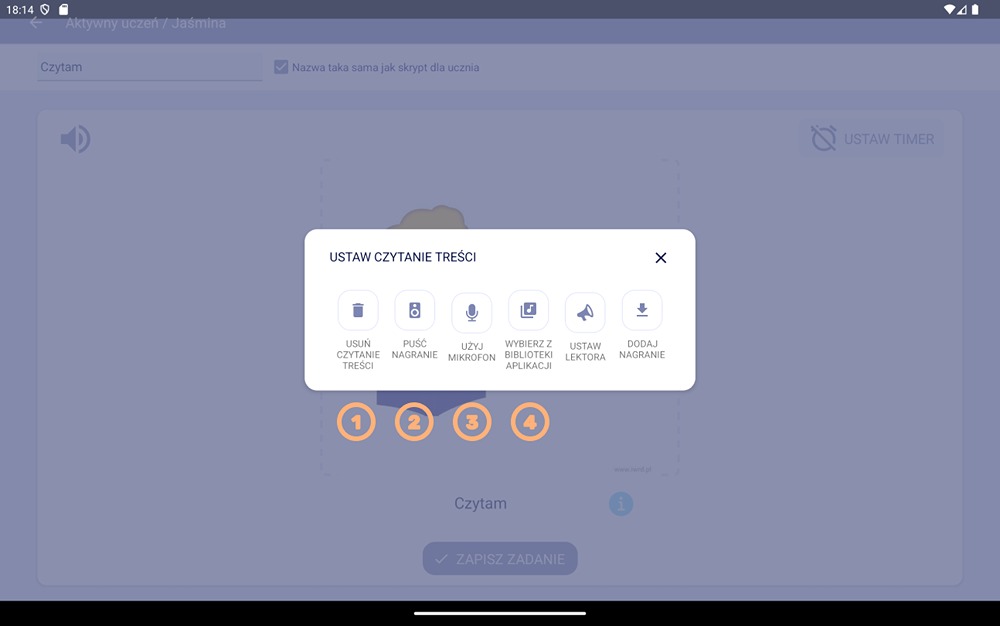 18:14
Aktywny uczeń / Jaśmina
Czytam
Nazwa taka sama jak skrypt dla ucznia
USTAW TIMER
USTAW CZYTANIE TREŚCI
USUŃ CZYTANIE TREŚCI
PUŚĆ NAGRANIE
UŻYJ MIKROFON
WYBIERZ Z BIBLIOTEKI APLIKACJI
USTAW LEKTORA
DODAJ NAGRANIE
1 2 3 4
Czytam
ZAPISZ ZADANIE